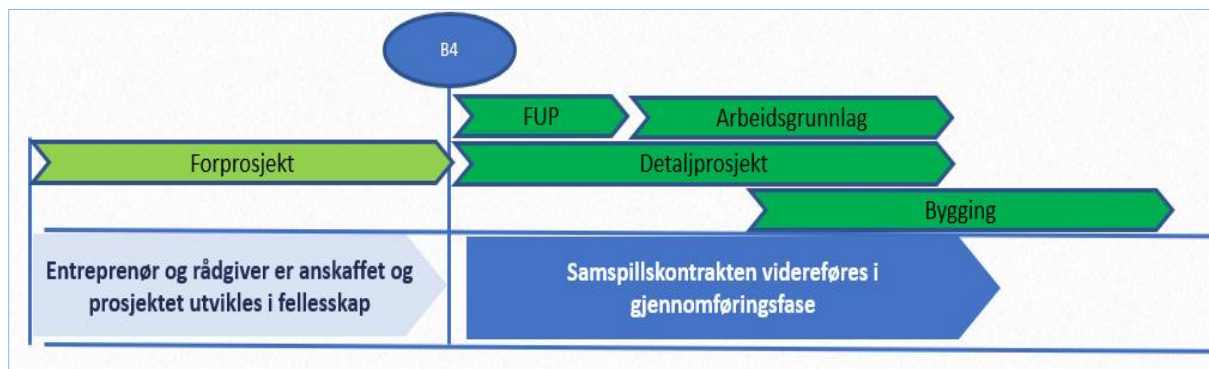 B4
FUP
Arbeidsgrunnlag
Forprosjekt
Detaljprosjekt
Bygging
Entreprenør og rådgiver er anskaffet og
prosjektet utvikles i fellesskap
Samspillskontrakten videreføres i
gjennomføringsfase